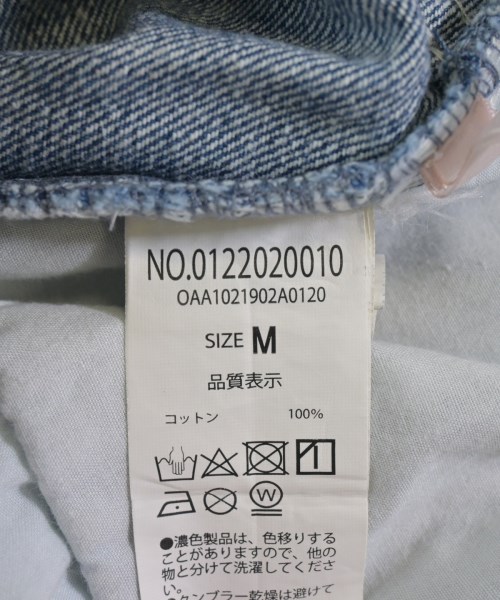 NO.0122020010
OAA1021902A0120
SIZE M
品質表示
コットン 100%
W
●濃色製品は、色移りする
ことがありますので、他の
物と分けて洗濯してくださ
い。
●タンブラー乾燥は避けて